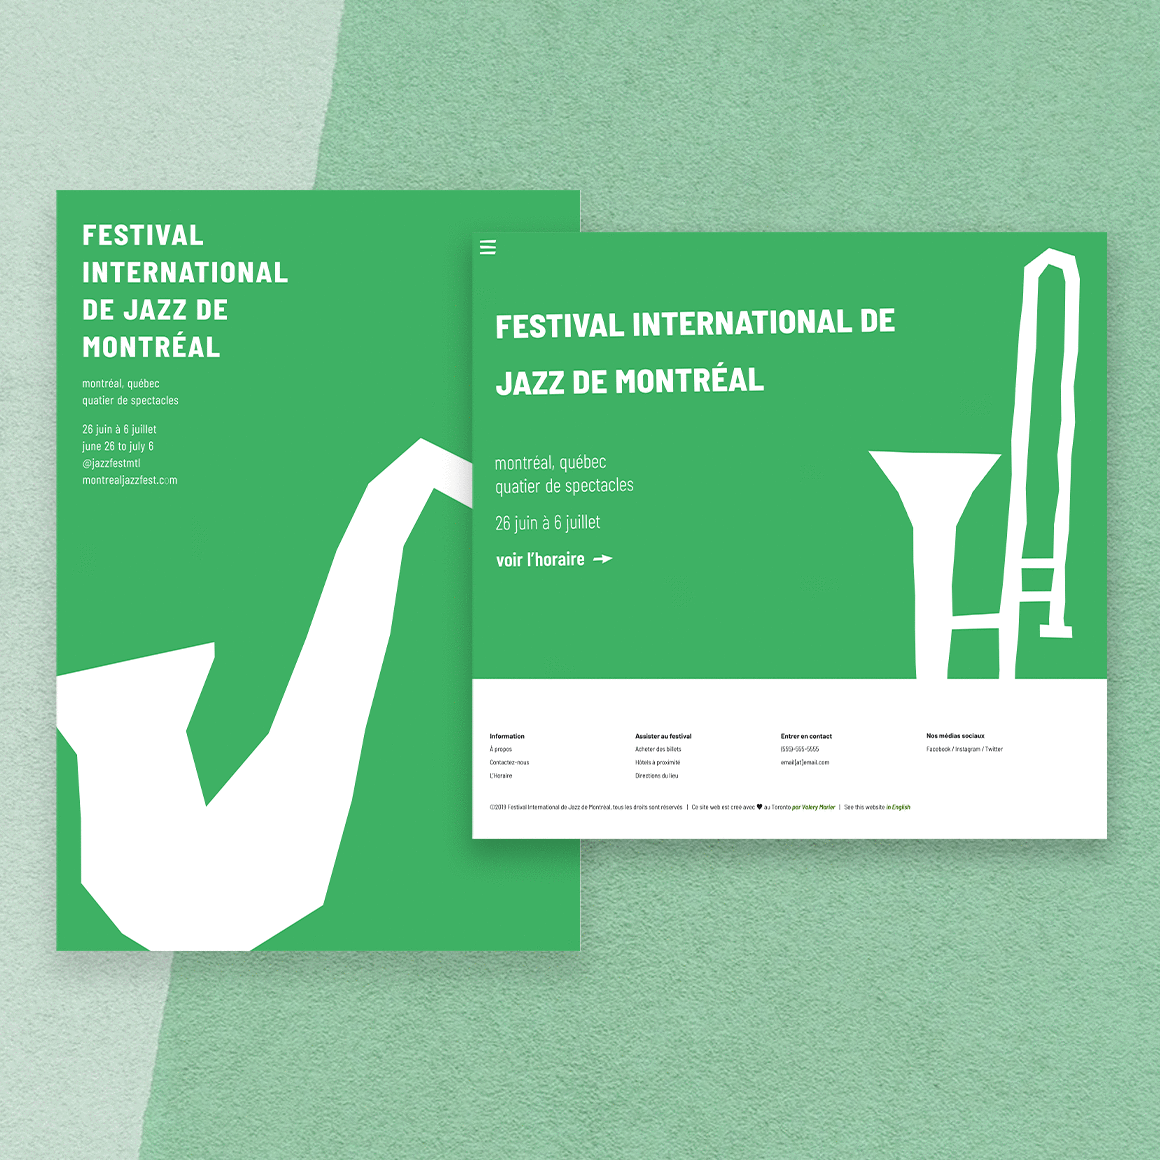 FESTIVAL
INTERNATIONAL
DE JAZZ DE
MONTRÉAL
montréal, québec
quatier de spectacles
26 juin à 6 juillet
june 26 to july 6
@jazzfestmtl
montrealjazzfest.com
FESTIVAL INTERNATIONAL DE
JAZZ DE MONTRÉAL
montréal, québec
quatier de spectacles
26 juin à 6 juillet
voir l'horaire
Information
À propos
Contactez-nous
L'Horaire
Assister au festival
Acheter des billets
Hôtels à proximité
Directions du lieu
Entrer en contact
(555)-555-5555
email[at]email.com
Nos médias sociaux
Facebook / Instagram / Twitter
©2019 Festival International de Jazz de Montréal, tous les droits sont réservés | Ce site web est créé avec ♥ au Toronto par Valery Marier | See this website in English